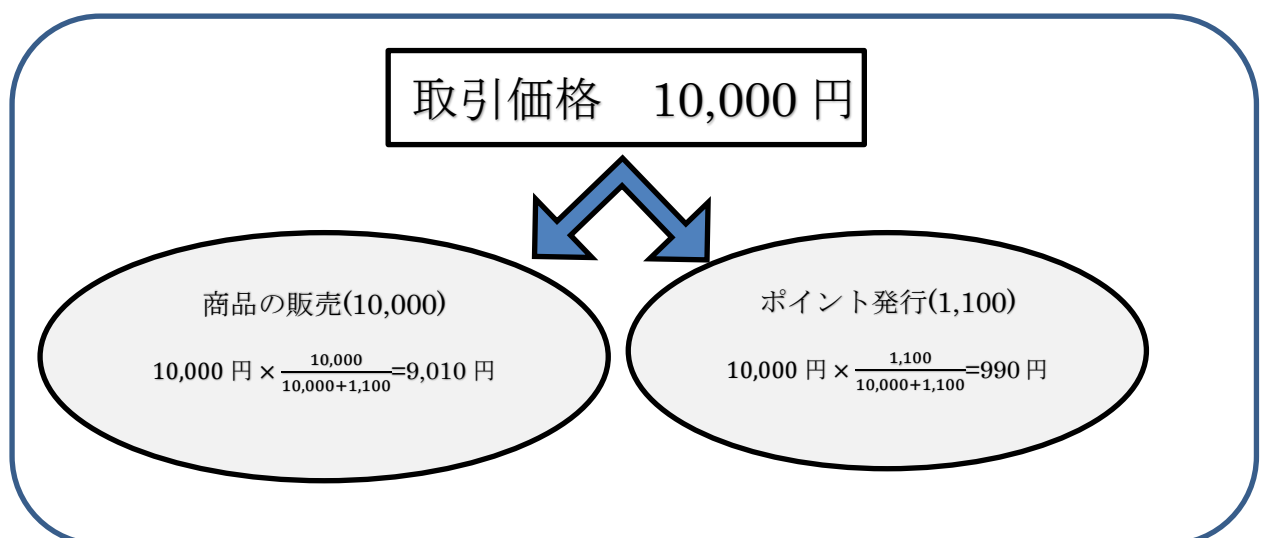 取引価格　10,000 円
商品の販売(10,000)
10,000 円 × 10,000/10,000+1,100=9,010 円
ポイント発行(1,100)
10,000 円 × 1,100/10,000+1,100=990 円